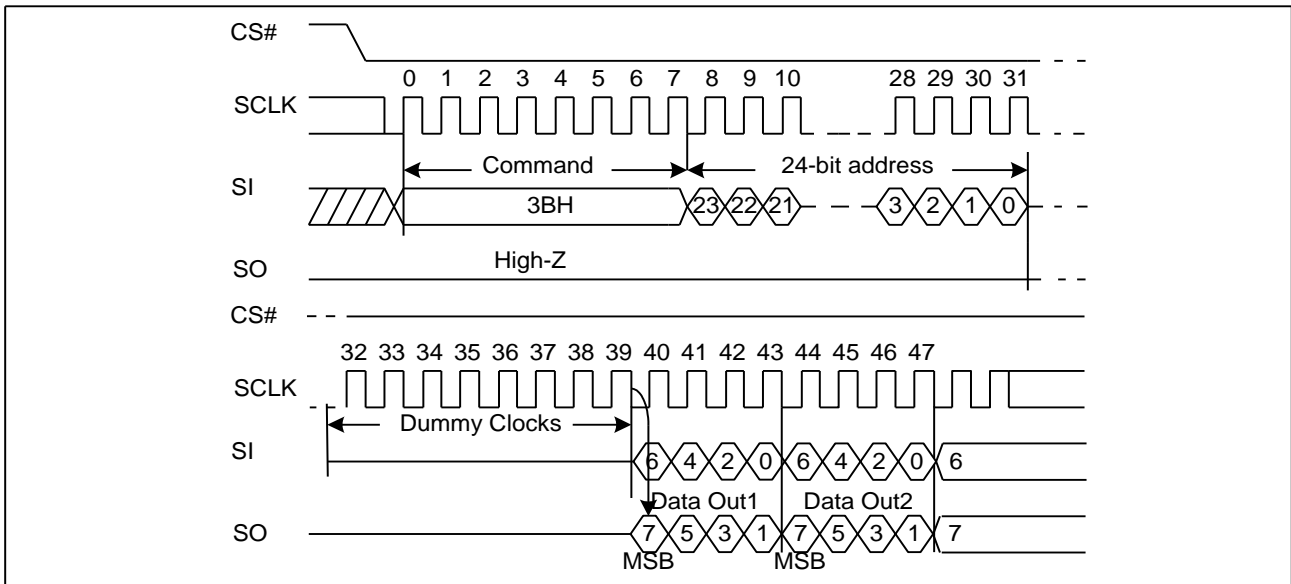 CS#
0 1 2 3 4 5 6 7 8 9 10 28 29 30 31
SCLK
Command 24-bit address
SI
3BH 23 22 21 3 2 1 0
High-Z
SO
CS#
32 33 34 35 36 37 38 39 40 41 42 43 44 45 46 47
SCLK
Dummy Clocks
SI 6 4 2 0 6 4 2 0 6
Data Out1 Data Out2
SO 7 5 3 1 7 5 3 1 7
MSB MSB